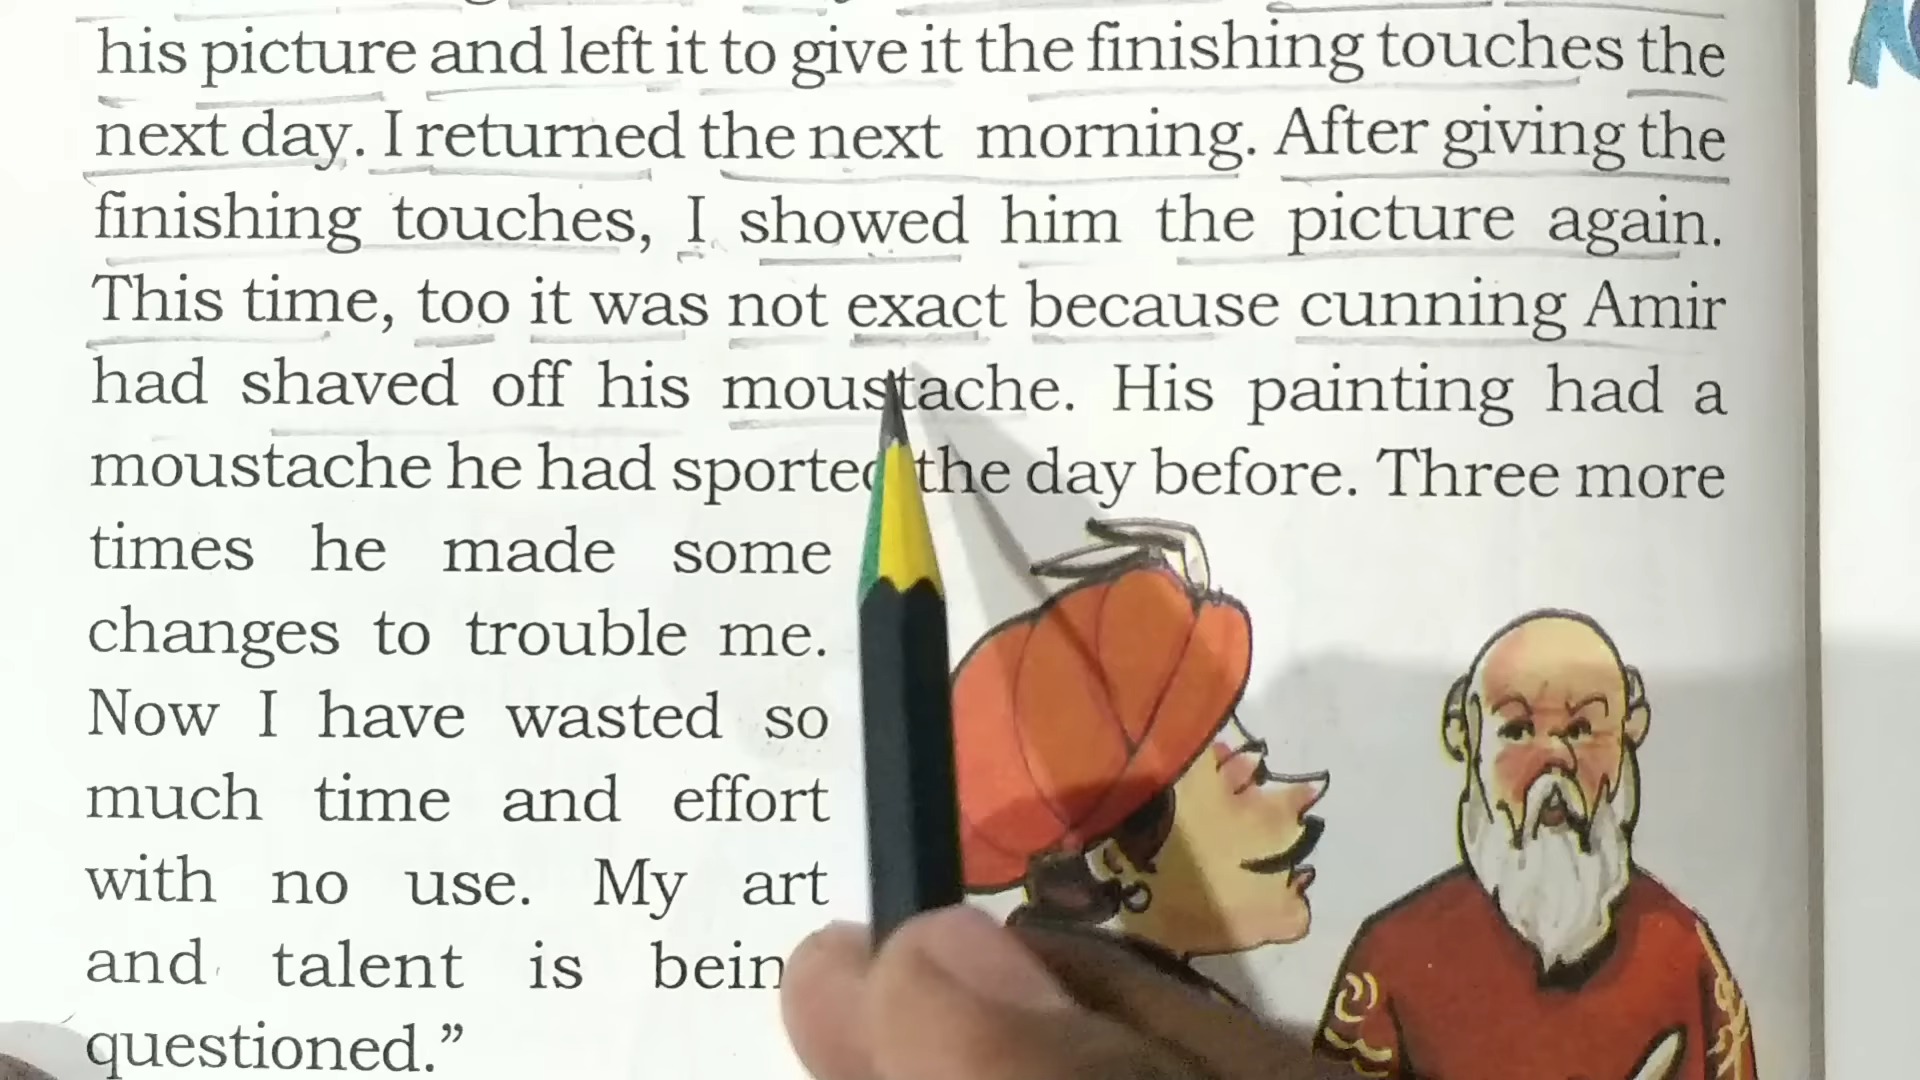 his picture and left it to give it the finishing touches the
next day. I returned the next morning. After giving the
finishing touches, I showed him the picture again.
This time, too it was not exact because cunning Amir
had shaved off his moustache. His painting had a
moustache he had sported the day before. Three more
times he made some
changes to trouble me.
Now I have wasted so
much time and effort
with no use. My art
and talent is bein
questioned.”